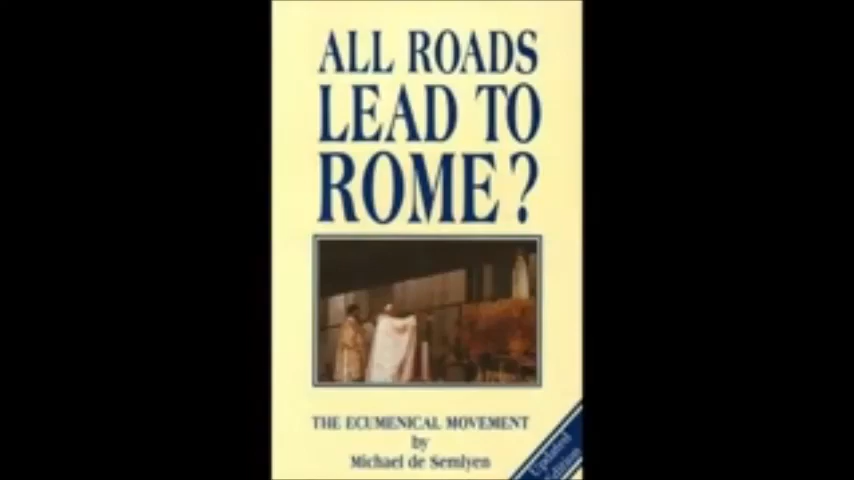 ALL ROADS
LEAD TO
ROME?
THE ECUMENICAL MOVEMENT
by
Michael de Semlyen
Updated
Edition